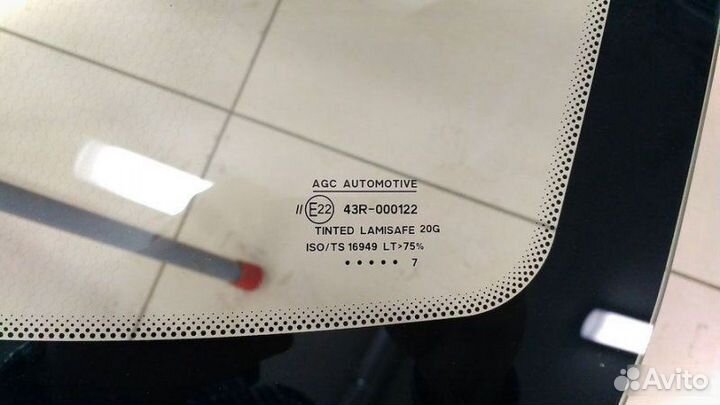 AGC AUTOMOTIVE
// E22 43R-000122
TINTED LAMISAFE 20G
ISO/TS 16949 LT>75%
• • • • • 7
Avito